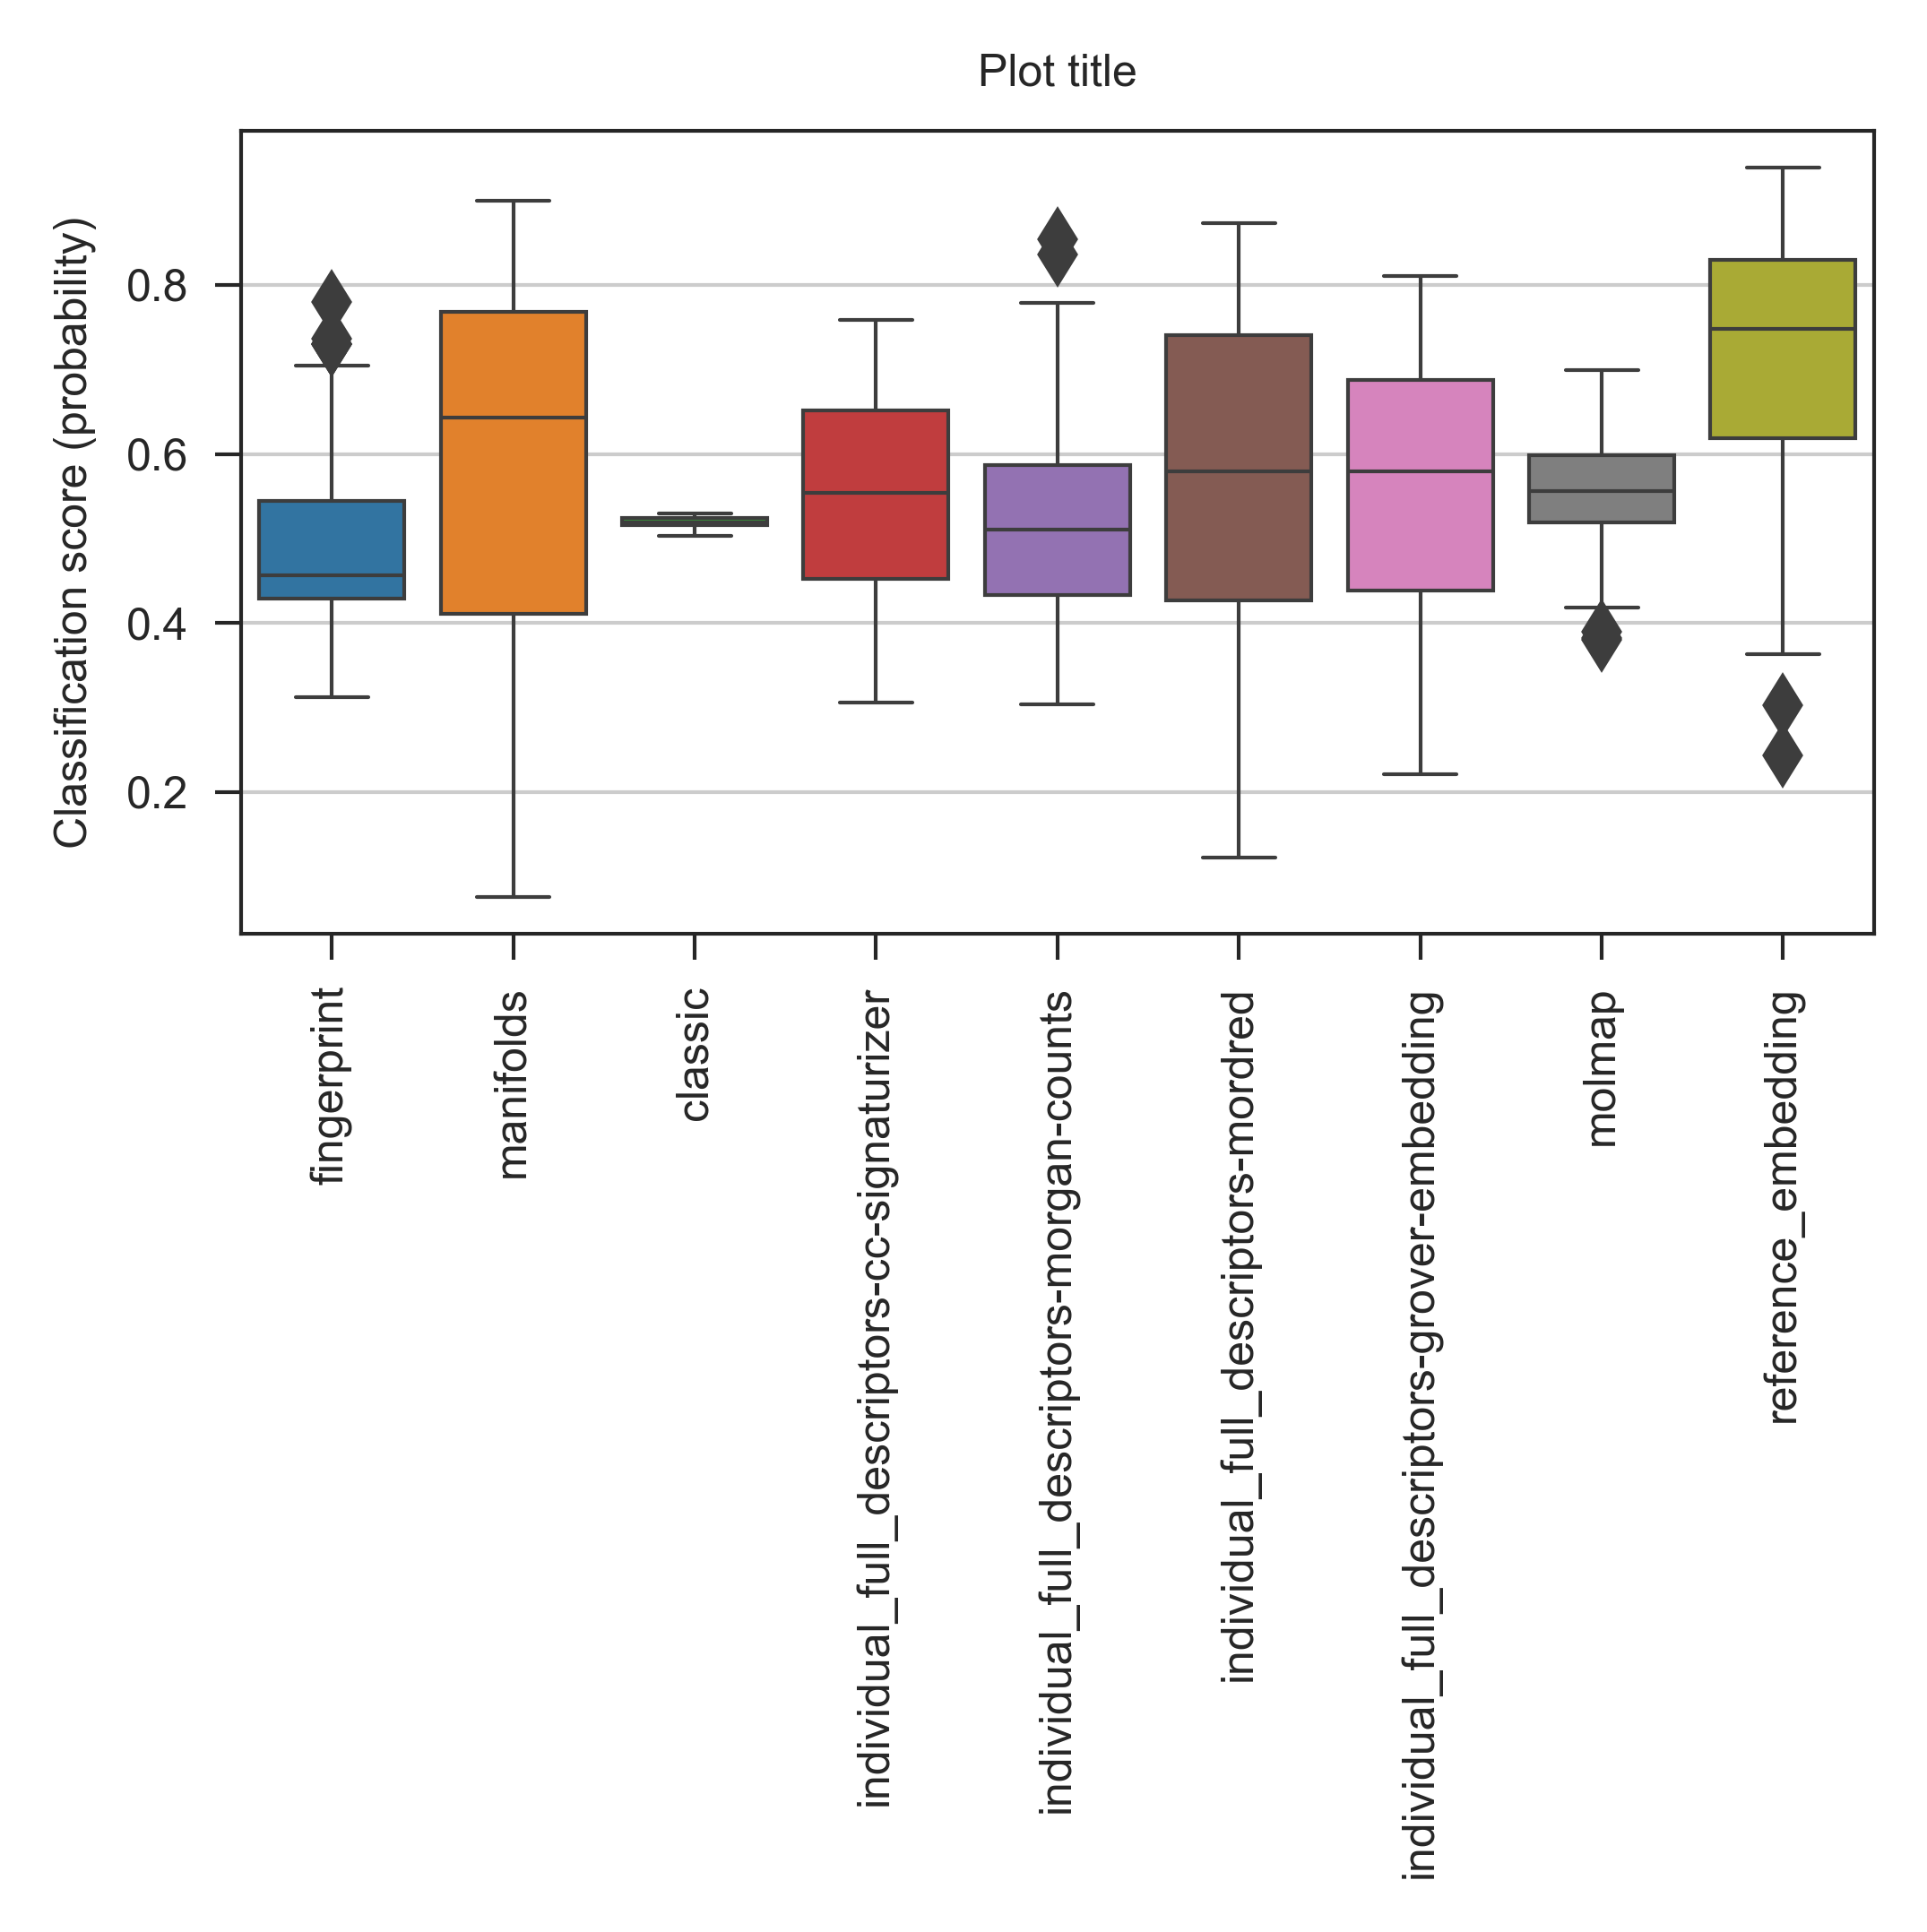 Plot title
Classification score (probability)
0.8
0.6
0.4
0.2
fingerprint
manifolds
classic
individual_full_descriptors-cc-signaturizer
individual_full_descriptors-morgan-counts
individual_full_descriptors-mordred
individual_full_descriptors-grover-embedding
molmap
reference_embedding